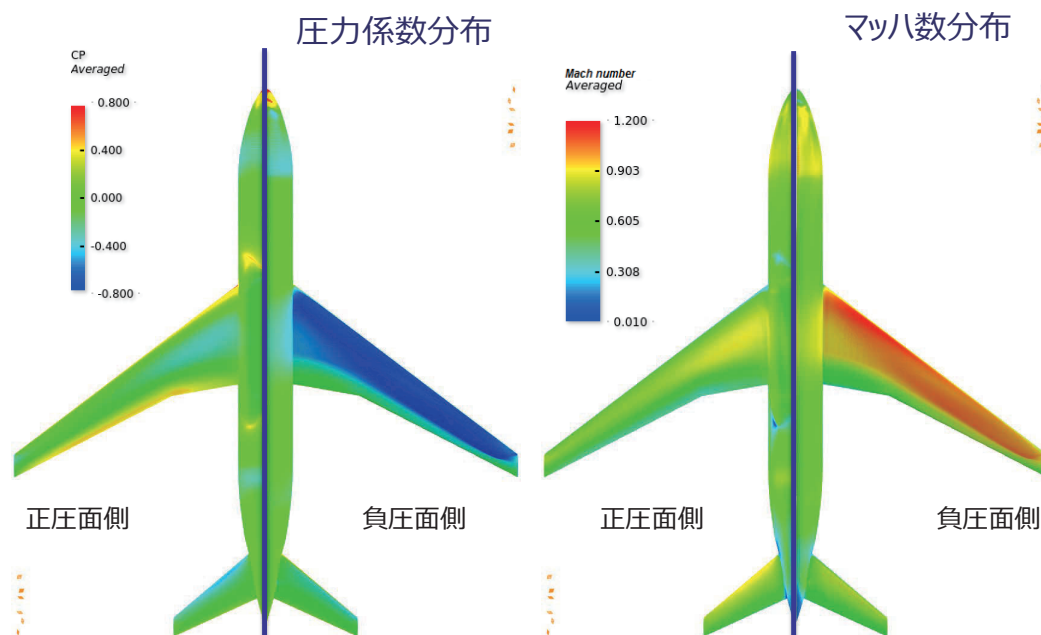 圧力係数分布
CP
Averaged
0.800
0.400
0.000
-0.400
-0.800
正圧面側
負圧面側
マッハ数分布
Mach number
Averaged
1.200
0.903
0.605
0.308
0.010
正圧面側
負圧面側